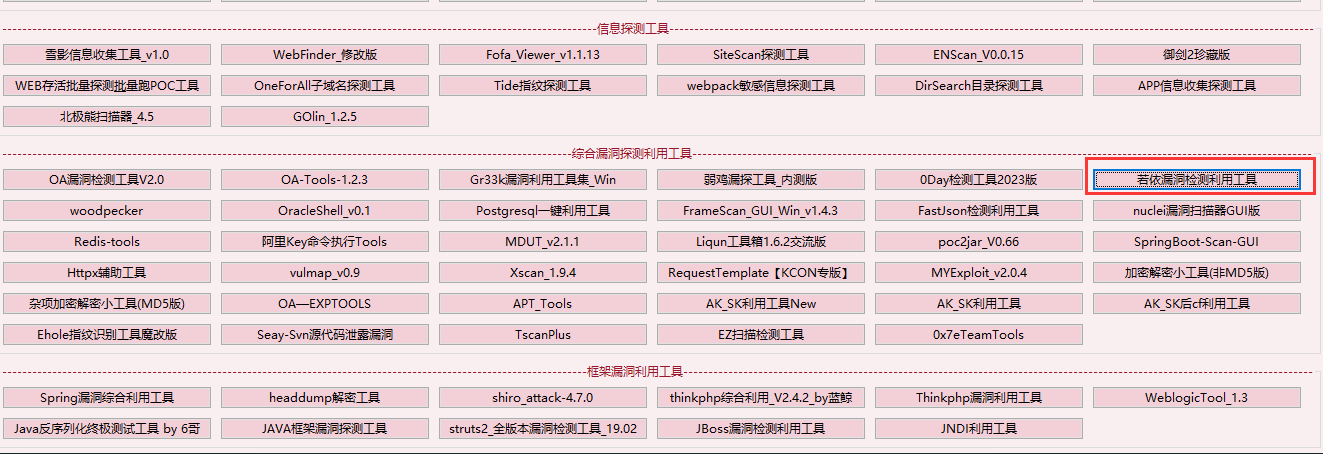 信息探测工具
雪影信息收集工具_v1.0 WebFinder_修改版 Fofa_Viewer_v1.1.13 SiteScan探测工具 ENScan_V0.0.15 御剑2珍藏版
WEB存活批量探测批量跑POC工具 OneForAll子域名探测工具 Tide指纹探测工具 webpack敏感信息探测工具 DirSearch目录探测工具 APP信息收集探测工具
北极熊扫描器_4.5 GOlin_1.2.5
综合漏洞探测利用工具
OA漏洞检测工具V2.0 OA-Tools-1.2.3 Gr33k漏洞利用工具集_Win 弱鸡漏探工具_内测版 0Day检测工具2023版 若依漏洞检测利用工具
woodpecker OracleShell_v0.1 Postgresql一键利用工具 FrameScan_GUI_Win_v1.4.3 FastJson检测利用工具 nuclei漏洞扫描器GUI版
Redis-tools 阿里Key命令执行Tools MDUT_v2.1.1 Liqun工具箱1.6.2交流版 poc2jar_V0.66 SpringBoot-Scan-GUI
Httpx辅助工具 vulmap_v0.9 Xscan_1.9.4 RequestTemplate【KCON专版】 MYExploit_v2.0.4 加密解密小工具(非MD5版)
杂项加密解密小工具(MD5版) OA—EXPTOOLS APT_Tools AK_SK利用工具New AK_SK利用工具 AK_SK后cf利用工具
Ehole指纹识别工具魔改版 Seay-Svn源代码泄露漏洞 TscanPlus EZ扫描检测工具 0x7eTeamTools
框架漏洞利用工具
Spring漏洞综合利用工具 headdump解密工具 shiro_attack-4.7.0 thinkphp综合利用_V2.4.2_by蓝鲸 Thinkphp漏洞利用工具 WeblogicTool_1.3
Java反序列化终极测试工具 by 6哥 JAVA框架漏洞探测工具 struts2_全版本漏洞检测工具_19.02 JBoss漏洞检测利用工具 JNDI利用工具